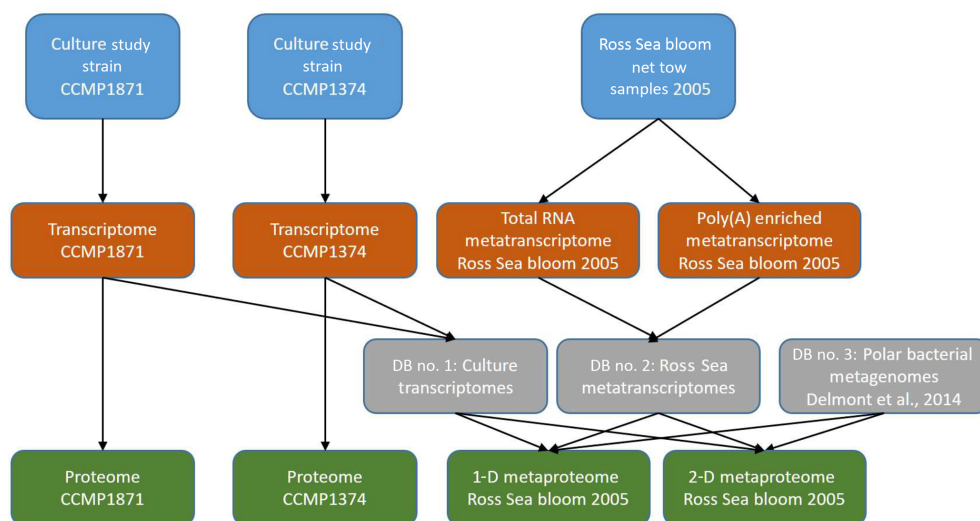 Culture study
strain
CCMP1871
Culture study
strain
CCMP1374
Ross Sea bloom
net tow
samples 2005
Transcriptome
CCMP1871
Transcriptome
CCMP1374
Total RNA
metatranscriptome
Ross Sea bloom 2005
Poly(A) enriched
metatranscriptome
Ross Sea bloom 2005
DB no. 1: Culture
transcriptomes
DB no. 2: Ross Sea
metatranscriptomes
DB no. 3: Polar bacterial
metagenomes
Delmont et al., 2014
Proteome
CCMP1871
Proteome
CCMP1374
1-D metaproteome
Ross Sea bloom 2005
2-D metaproteome
Ross Sea bloom 2005